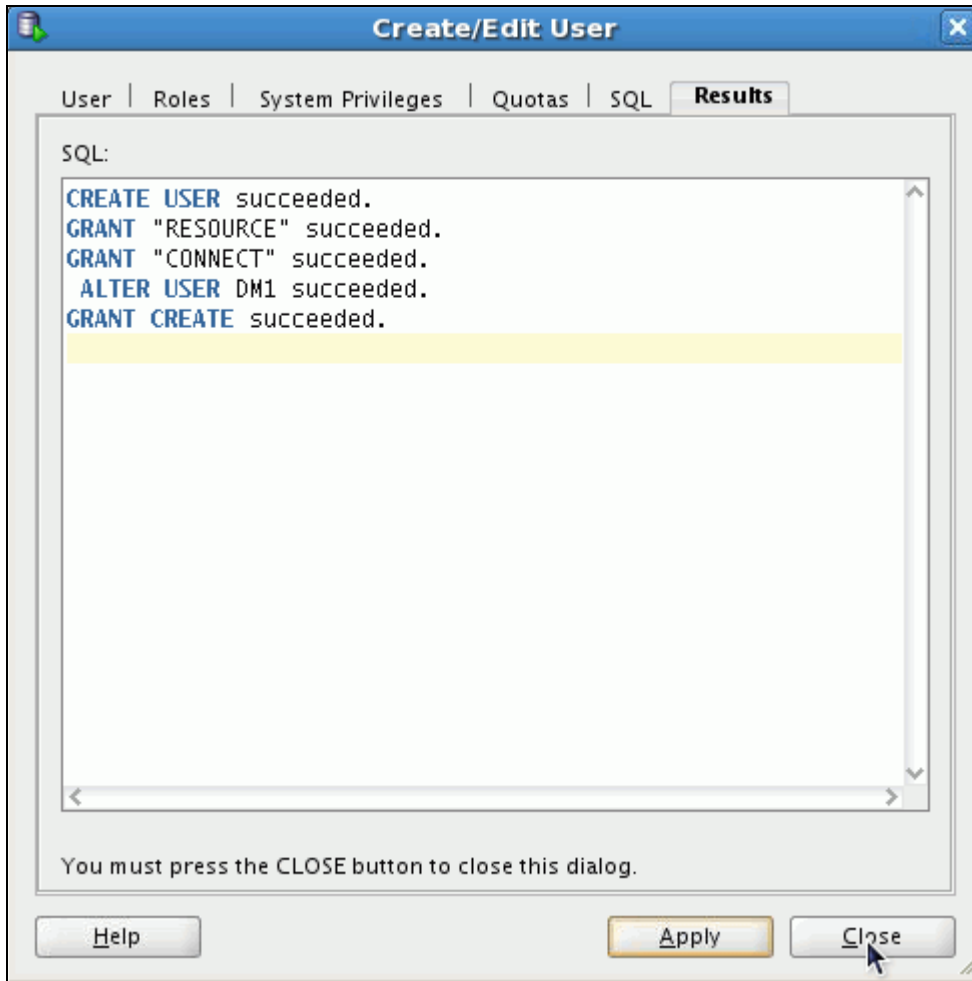 Create/Edit User
User Roles System Privileges Quotas SQL Results
SQL:
CREATE USER succeeded.
GRANT "RESOURCE" succeeded.
GRANT "CONNECT" succeeded.
ALTER USER DM1 succeeded.
GRANT CREATE succeeded.
You must press the CLOSE button to close this dialog.
Help Apply Close